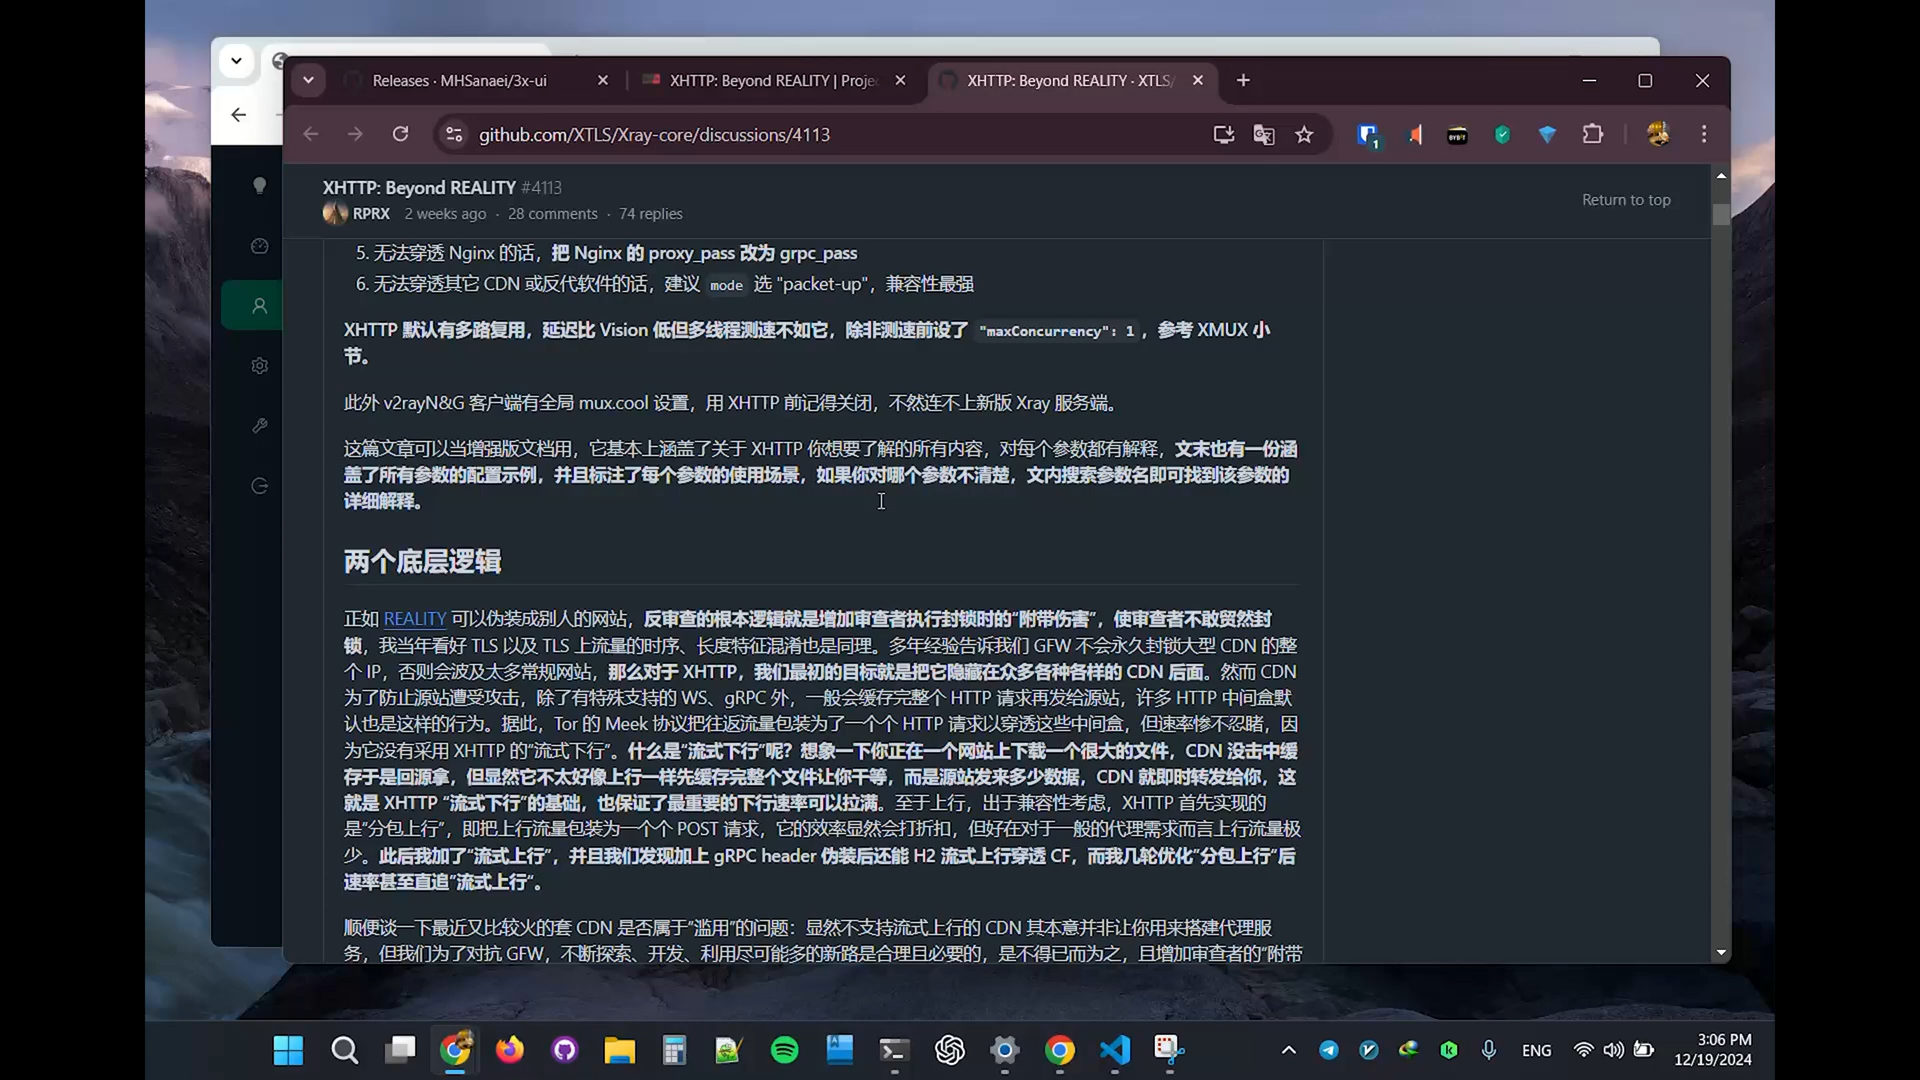 Releases · MHSanaei/3x-ui
XHTTP: Beyond REALITY | Proje
XHTTP: Beyond REALITY · XTLS/
github.com/XTLS/Xray-core/discussions/4113
1
BYBIT
XHTTP: Beyond REALITY #4113
RPRX 2 weeks ago · 28 comments · 74 replies
Return to top
5. 无法穿透 Nginx 的话，把 Nginx 的 proxy_pass 改为 grpc_pass
6. 无法穿透其它 CDN 或反代软件的话，建议 mode 选 "packet-up"，兼容性最强
XHTTP 默认有多路复用，延迟比 Vision 低但多线程测速不如它，除非测速前设了 "maxConcurrency": 1，参考 XMUX 小
节。
此外 v2rayN&G 客户端有全局 mux.cool 设置，用 XHTTP 前记得关闭，不然连不上新版 Xray 服务端。
这篇文章可以当增强版文档用，它基本上涵盖了关于 XHTTP 你想要了解的所有内容，对每个参数都有解释，文末也有一份涵
盖了所有参数的配置示例，并且标注了每个参数的使用场景，如果你对哪个参数不清楚，文内搜索参数名即可找到该参数的
详细解释。
两个底层逻辑
正如 REALITY 可以伪装成别人的网站，反审查的根本逻辑就是增加审查者执行封锁时的“附带伤害”，使审查者不敢贸然封
锁，我当年看好 TLS 以及 TLS 上流量的时序、长度特征混淆也是同理。多年经验告诉我们 GFW 不会永久封锁大型 CDN 的整
个 IP，否则会波及太多常规网站，那么对于 XHTTP，我们最初的目标就是把它隐藏在众多各种各样的 CDN 后面。然而 CDN
为了防止源站遭受攻击，除了有特殊支持的 WS、gRPC 外，一般会缓存完整个 HTTP 请求再发给源站，许多 HTTP 中间盒默
认也是这样的行为。据此，Tor 的 Meek 协议把往返流量包装为了一个个 HTTP 请求以穿透这些中间盒，但速率惨不忍睹，因
为它没有采用 XHTTP 的“流式下行”。什么是“流式下行”呢？想象一下你正在一个网站上下载一个很大的文件，CDN 没击中缓
存于是回源拿，但显然它不太好像上行一样先缓存完整个文件让你干等，而是源站发来多少数据，CDN 就即时转发给你，这
就是 XHTTP “流式下行”的基础，也保证了最重要的下行速率可以拉满。至于上行，出于兼容性考虑，XHTTP 首先实现的
是“分包上行”，即把上行流量包装为一个个 POST 请求，它的效率显然会打折扣，但好在对于一般的代理需求而言上行流量极
少。此后我加了“流式上行”，并且我们发现加上 gRPC header 伪装后还能 H2 流式上行穿透 CF，而我几轮优化“分包上行”后
速率甚至直追“流式上行“。
顺便谈一下最近又比较火的套 CDN 是否属于“滥用”的问题：显然不支持流式上行的 CDN 其本意并非让你用来搭建代理服
务，但我们为了对抗 GFW，不断探索、开发、利用尽可能多的新路是合理且必要的，是不得已而为之，且增加审查者的“附带
ENG
3:06 PM
12/19/2024